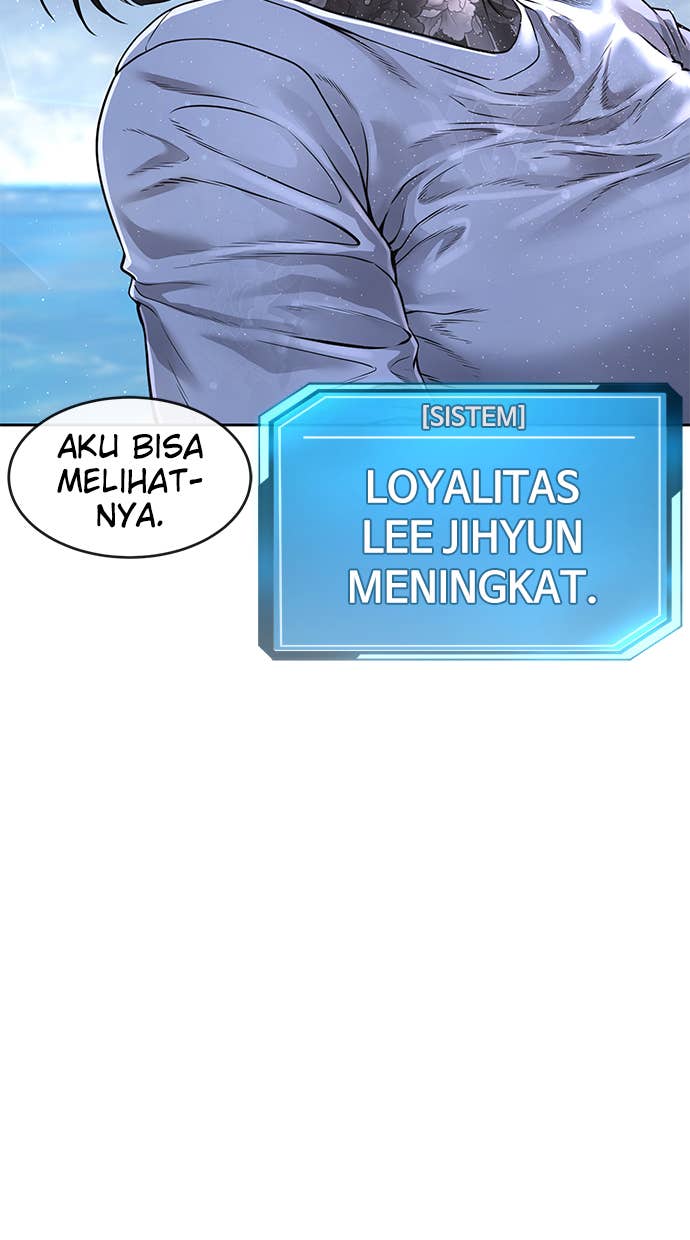 [SISTEM]
LOYALITAS
LEE JIHYUN
MENINGKAT.
AKU BISA
MELIHAT-
NYA.